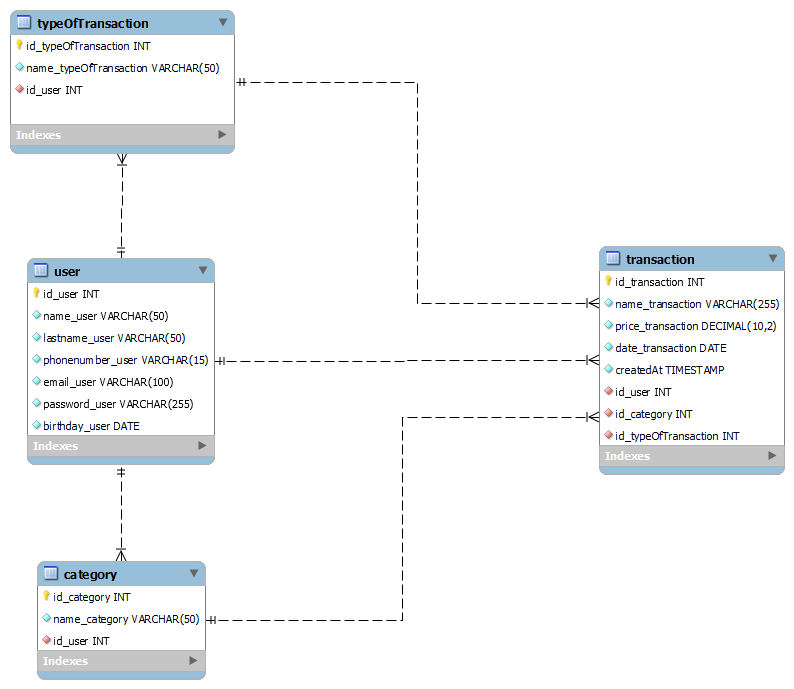 typeOfTransaction
id_typeOfTransaction INT
name_typeOfTransaction VARCHAR(50)
id_user INT
Indexes
user
id_user INT
name_user VARCHAR(50)
lastname_user VARCHAR(50)
phonenumber_user VARCHAR(15)
email_user VARCHAR(100)
password_user VARCHAR(255)
birthday_user DATE
Indexes
category
id_category INT
name_category VARCHAR(50)
id_user INT
Indexes
transaction
id_transaction INT
name_transaction VARCHAR(255)
price_transaction DECIMAL(10,2)
date_transaction DATE
createdAt TIMESTAMP
id_user INT
id_category INT
id_typeOfTransaction INT
Indexes